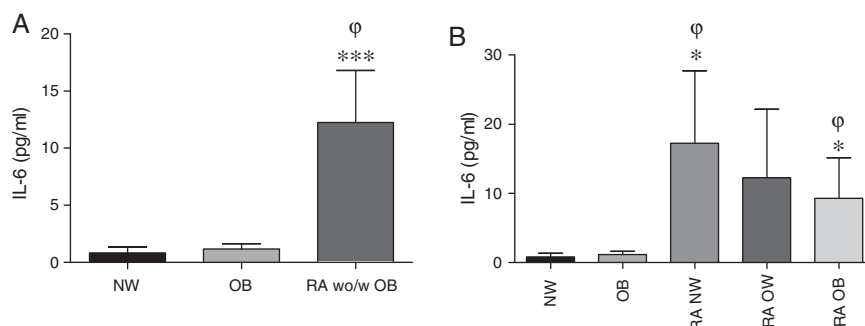 A
φ
***
20
15
10
5
0
IL-6 (pg/ml)
NW
OB
RA wo/w OB
B
φ
*
φ
*
30
20
10
0
IL-6 (pg/ml)
NW
OB
RA NW
RA OW
RA OB